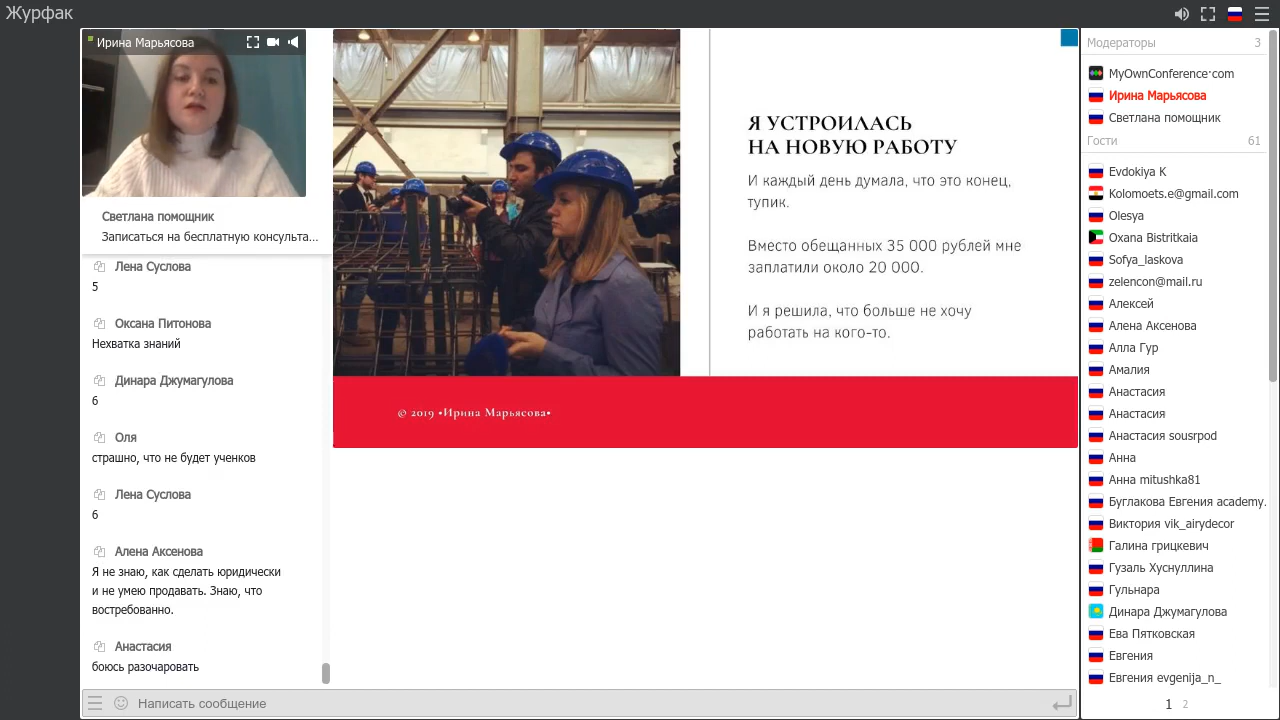 Журфак
Ирина Марьясова
Светлана помощник
Записаться на бесплатную консульта...
Лена Суслова
5
Оксана Питонова
Нехватка знаний
Динара Джумагулова
6
Оля
страшно, что не будет ученков
Лена Суслова
6
Алена Аксенова
Я не знаю, как сделать юридически
и не умею продавать. Знаю, что
востребованно.
Анастасия
боюсь разочаровать
Написать сообщение
Я УСТРОИЛАСЬ
НА НОВУЮ РАБОТУ
И каждый день думала, что это конец,
тупик.
Вместо обещанных 35 000 рублей мне
заплатили около 20 000.
И я решила, что больше не хочу
работать на кого-то.
© 2019 •Ирина Марьясова•
Модераторы 3
MyOwnConference·com
Ирина Марьясова
Светлана помощник
Гости 61
Evdokiya K
Kolomoets.e@gmail.com
Olesya
Oxana Bistritkaia
Sofya_laskova
zelencon@mail.ru
Алексей
Алена Аксенова
Алла Гур
Амалия
Анастасия
Анастасия
Анастасия sousrpod
Анна
Анна mitushka81
Буглакова Евгения academy.
Виктория vik_airydecor
Галина грицкевич
Гузаль Хуснуллина
Гульнара
Динара Джумагулова
Ева Пятковская
Евгения
Евгения evgenija_n_
1 2